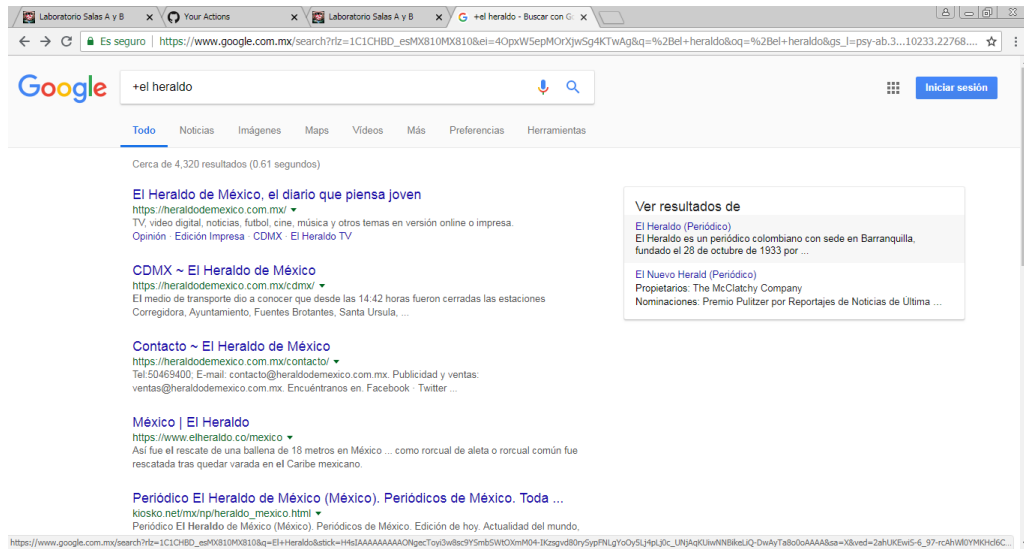 Laboratorio Salas A y B
Your Actions
Laboratorio Salas A y B
+el heraldo - Buscar con G
Es seguro https://www.google.com.mx/search?rlz=1C1CHBD_esMX810MX810&ei=4OpxW5epMOrXjwSg4KTwAg&q=%2Bel+heraldo&oq=%2Bel+heraldo&gs_l=psy-ab.3...10233.22768....
Google
+el heraldo
Iniciar sesión
Todo Noticias Imágenes Maps Vídeos Más Preferencias Herramientas
Cerca de 4,320 resultados (0.61 segundos)
El Heraldo de México, el diario que piensa joven
https://heraldodemexico.com.mx/
TV, video digital, noticias, futbol, cine, música y otros temas en versión online o impresa.
Opinión · Edición Impresa · CDMX · El Heraldo TV
CDMX ~ El Heraldo de México
https://heraldodemexico.com.mx/cdmx/
El medio de transporte dio a conocer que desde las 14:42 horas fueron cerradas las estaciones
Corregidora, Ayuntamiento, Fuentes Brotantes, Santa Ursula, ...
Contacto ~ El Heraldo de México
https://heraldodemexico.com.mx/contacto/
Tel:50469400; E-mail: contacto@heraldodemexico.com.mx. Publicidad y ventas:
ventas@heraldodemexico.com.mx. Encuéntranos en. Facebook · Twitter ...
México | El Heraldo
https://www.elheraldo.co/mexico
Así fue el rescate de una ballena de 18 metros en México ... como rorcual de aleta o rorcual común fue
rescatada tras quedar varada en el Caribe mexicano.
Periódico El Heraldo de México (México). Periódicos de México. Toda ...
kiosko.net/mx/np/heraldo_mexico.html
Periódico El Heraldo de México (México). Periódicos de México. Edición de hoy. Actualidad del mundo,
Ver resultados de
El Heraldo (Periódico)
El Heraldo es un periódico colombiano con sede en Barranquilla,
fundado el 28 de octubre de 1933 por ...
El Nuevo Herald (Periódico)
Propietarios: The McClatchy Company
Nominaciones: Premio Pulitzer por Reportajes de Noticias de Última ...